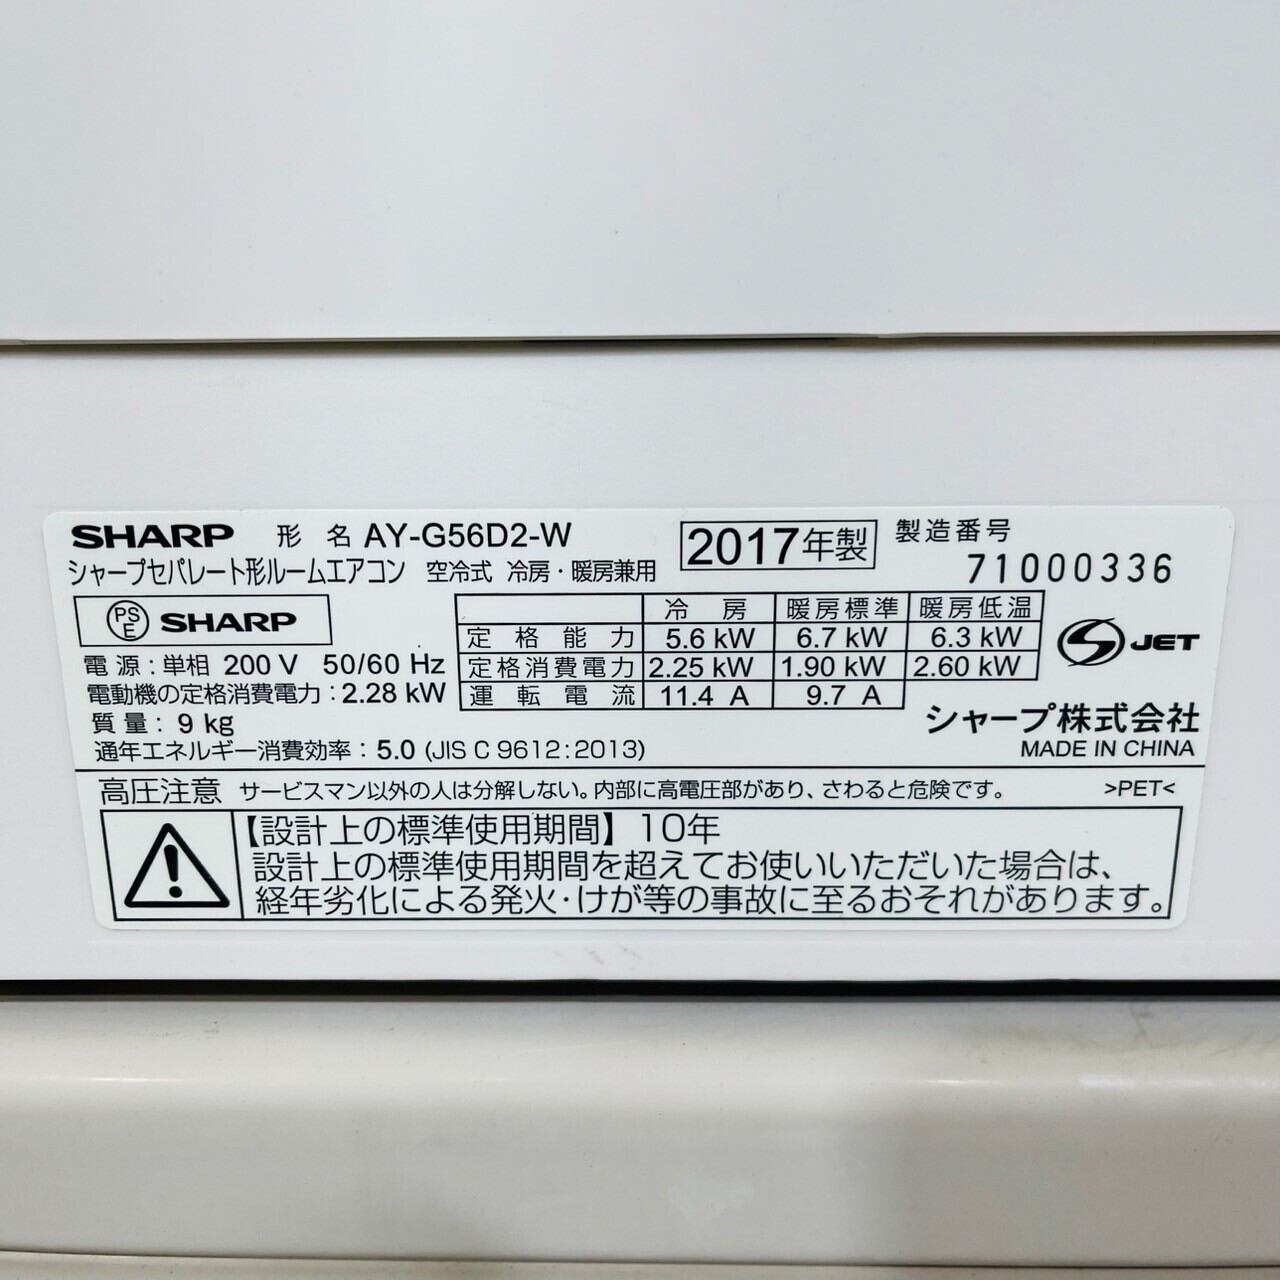 SHARP 形名 AY-G56D2-W 2017年製 製造番号
シャープセパレート形ルームエアコン 空冷式 冷房・暖房兼用 71000336
PS E SHARP
電源:単相 200 V 50/60 Hz
電動機の定格消費電力:2.28 kW
質量: 9 kg
通年エネルギー消費効率:5.0 (JIS C 9612:2013)
冷房 暖房標準 暖房低温
定格能力 5.6 kW 6.7 kW 6.3 kW
定格消費電力 2.25 kW 1.90 kW 2.60 kW
運転電流 11.4 A 9.7 A
S JET
シャープ株式会社
MADE IN CHINA
高圧注意 サービスマン以外の人は分解しない。内部に高電圧部があり、さわると危険です。 >PET<
【設計上の標準使用期間】10年
設計上の標準使用期間を超えてお使いいただいた場合は、
経年劣化による発火・けが等の事故に至るおそれがあります。